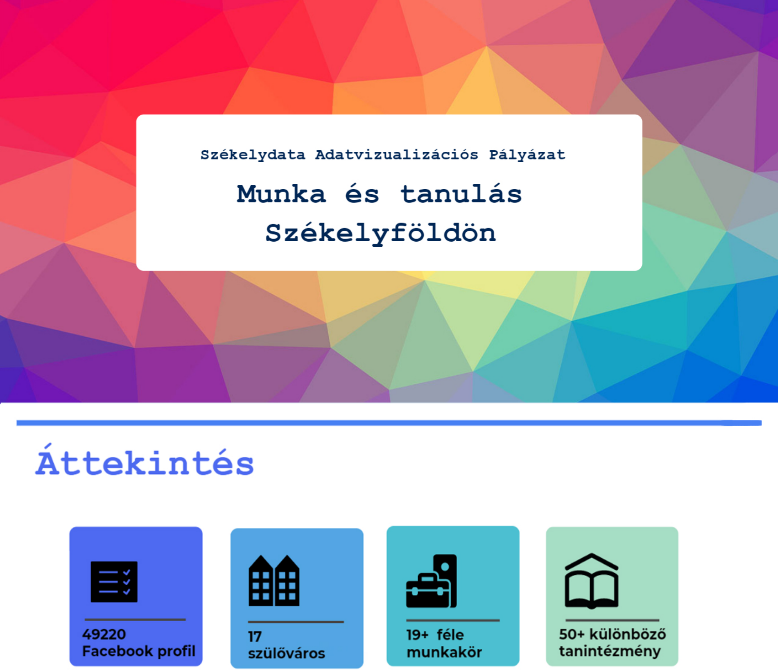 Székelydata Adatvizualizációs Pályázat
Munka és tanulás
Székelyföldön
Áttekintés
49220
Facebook profil
17
szülőváros
19+ féle
munkakör
50+ különböző
tanintézmény